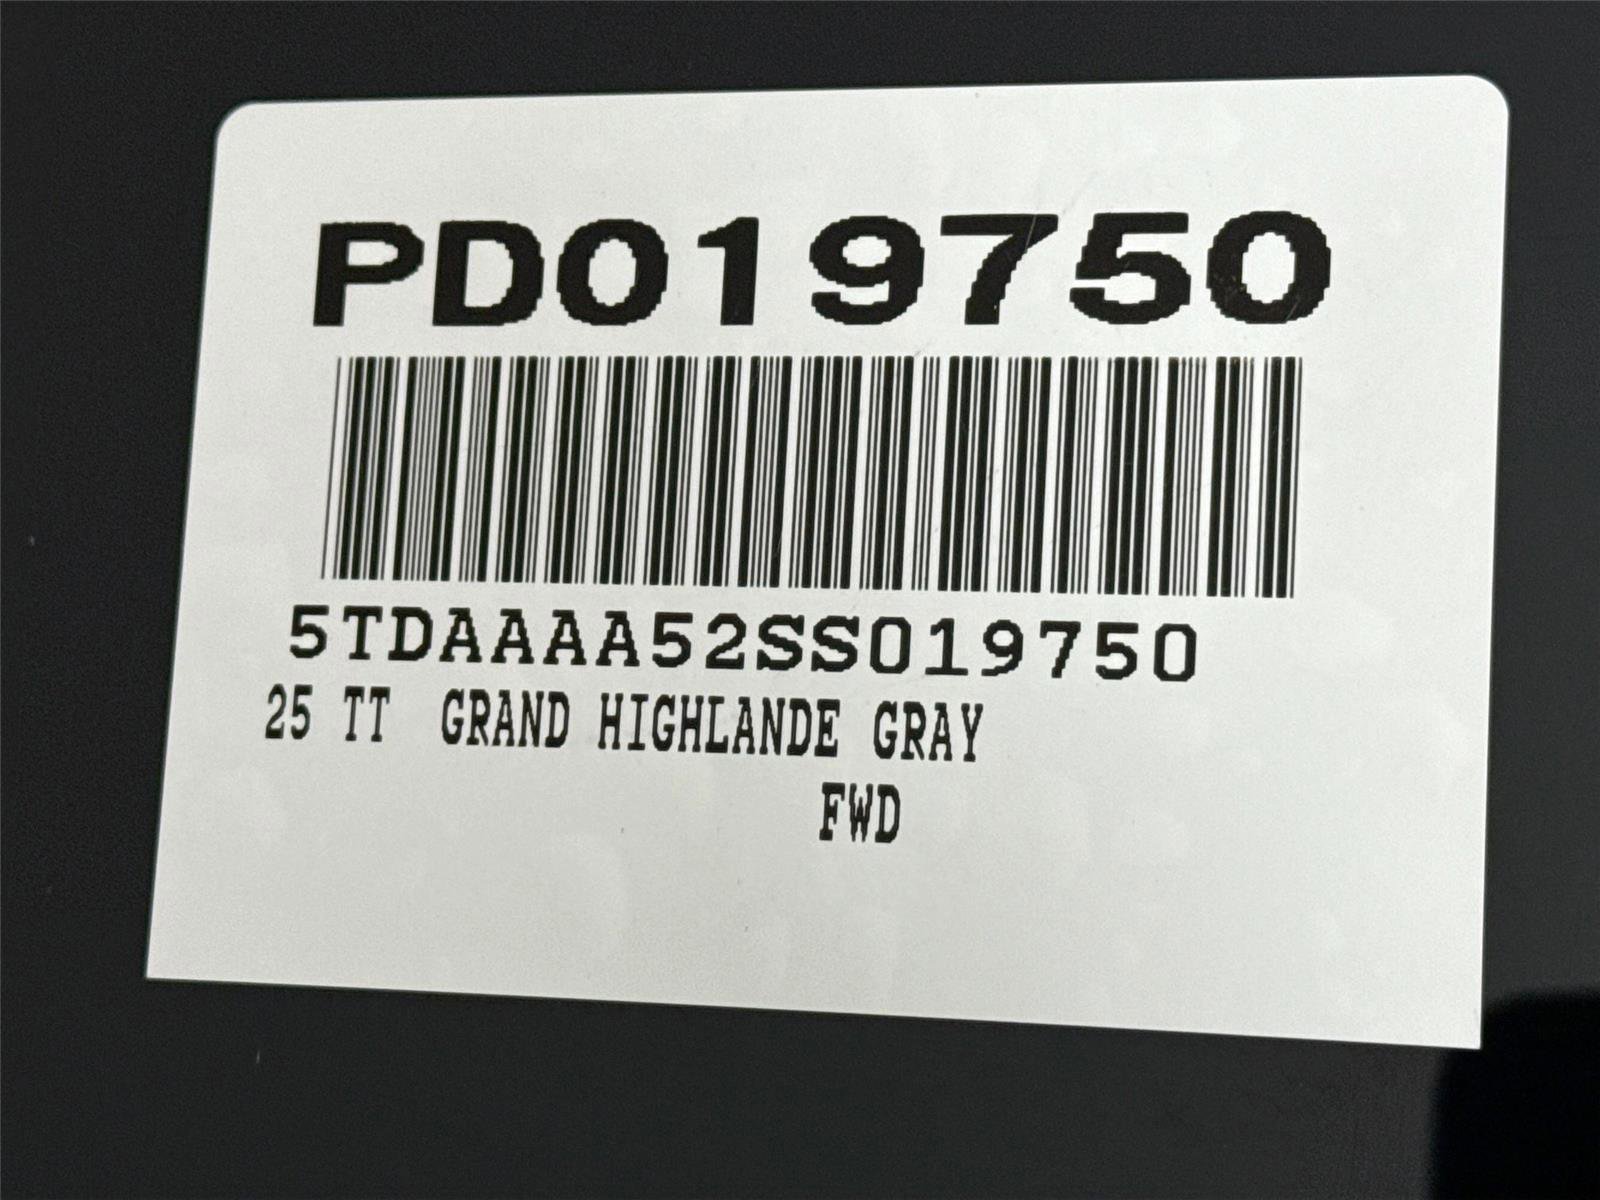 PD019750
5TDAAAA52SS019750
25 TT GRAND HIGHLANDE GRAY
FWD